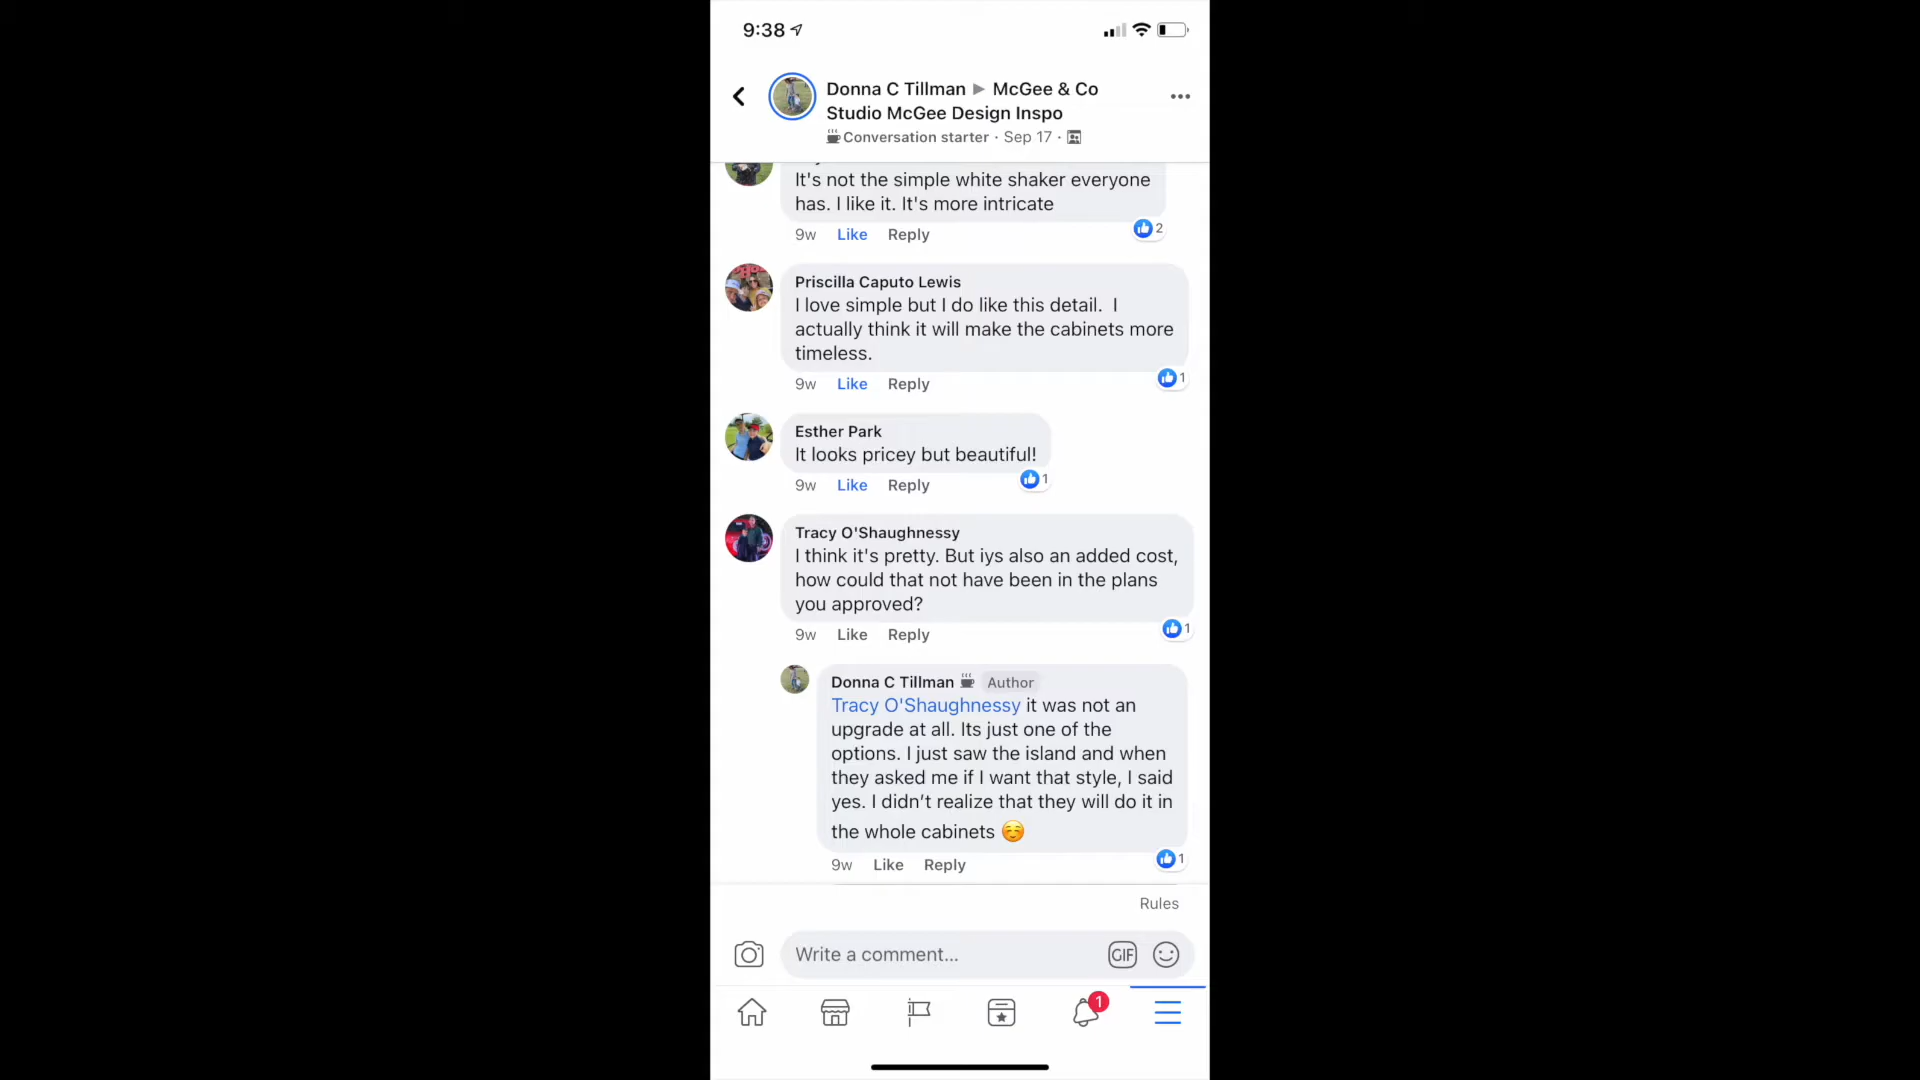 9:38
Donna C Tillman ▶ McGee & Co
Studio McGee Design Inspo
Conversation starter · Sep 17 ·
It's not the simple white shaker everyone
has. I like it. It's more intricate
9w Like Reply 2
Priscilla Caputo Lewis
I love simple but I do like this detail. I
actually think it will make the cabinets more
timeless.
9w Like Reply 1
Esther Park
It looks pricey but beautiful!
9w Like Reply 1
Tracy O'Shaughnessy
I think it's pretty. But iys also an added cost,
how could that not have been in the plans
you approved?
9w Like Reply 1
Donna C Tillman Author
Tracy O'Shaughnessy it was not an
upgrade at all. Its just one of the
options. I just saw the island and when
they asked me if I want that style, I said
yes. I didn’t realize that they will do it in
the whole cabinets ☺️
9w Like Reply 1
Rules
Write a comment...
GIF
1